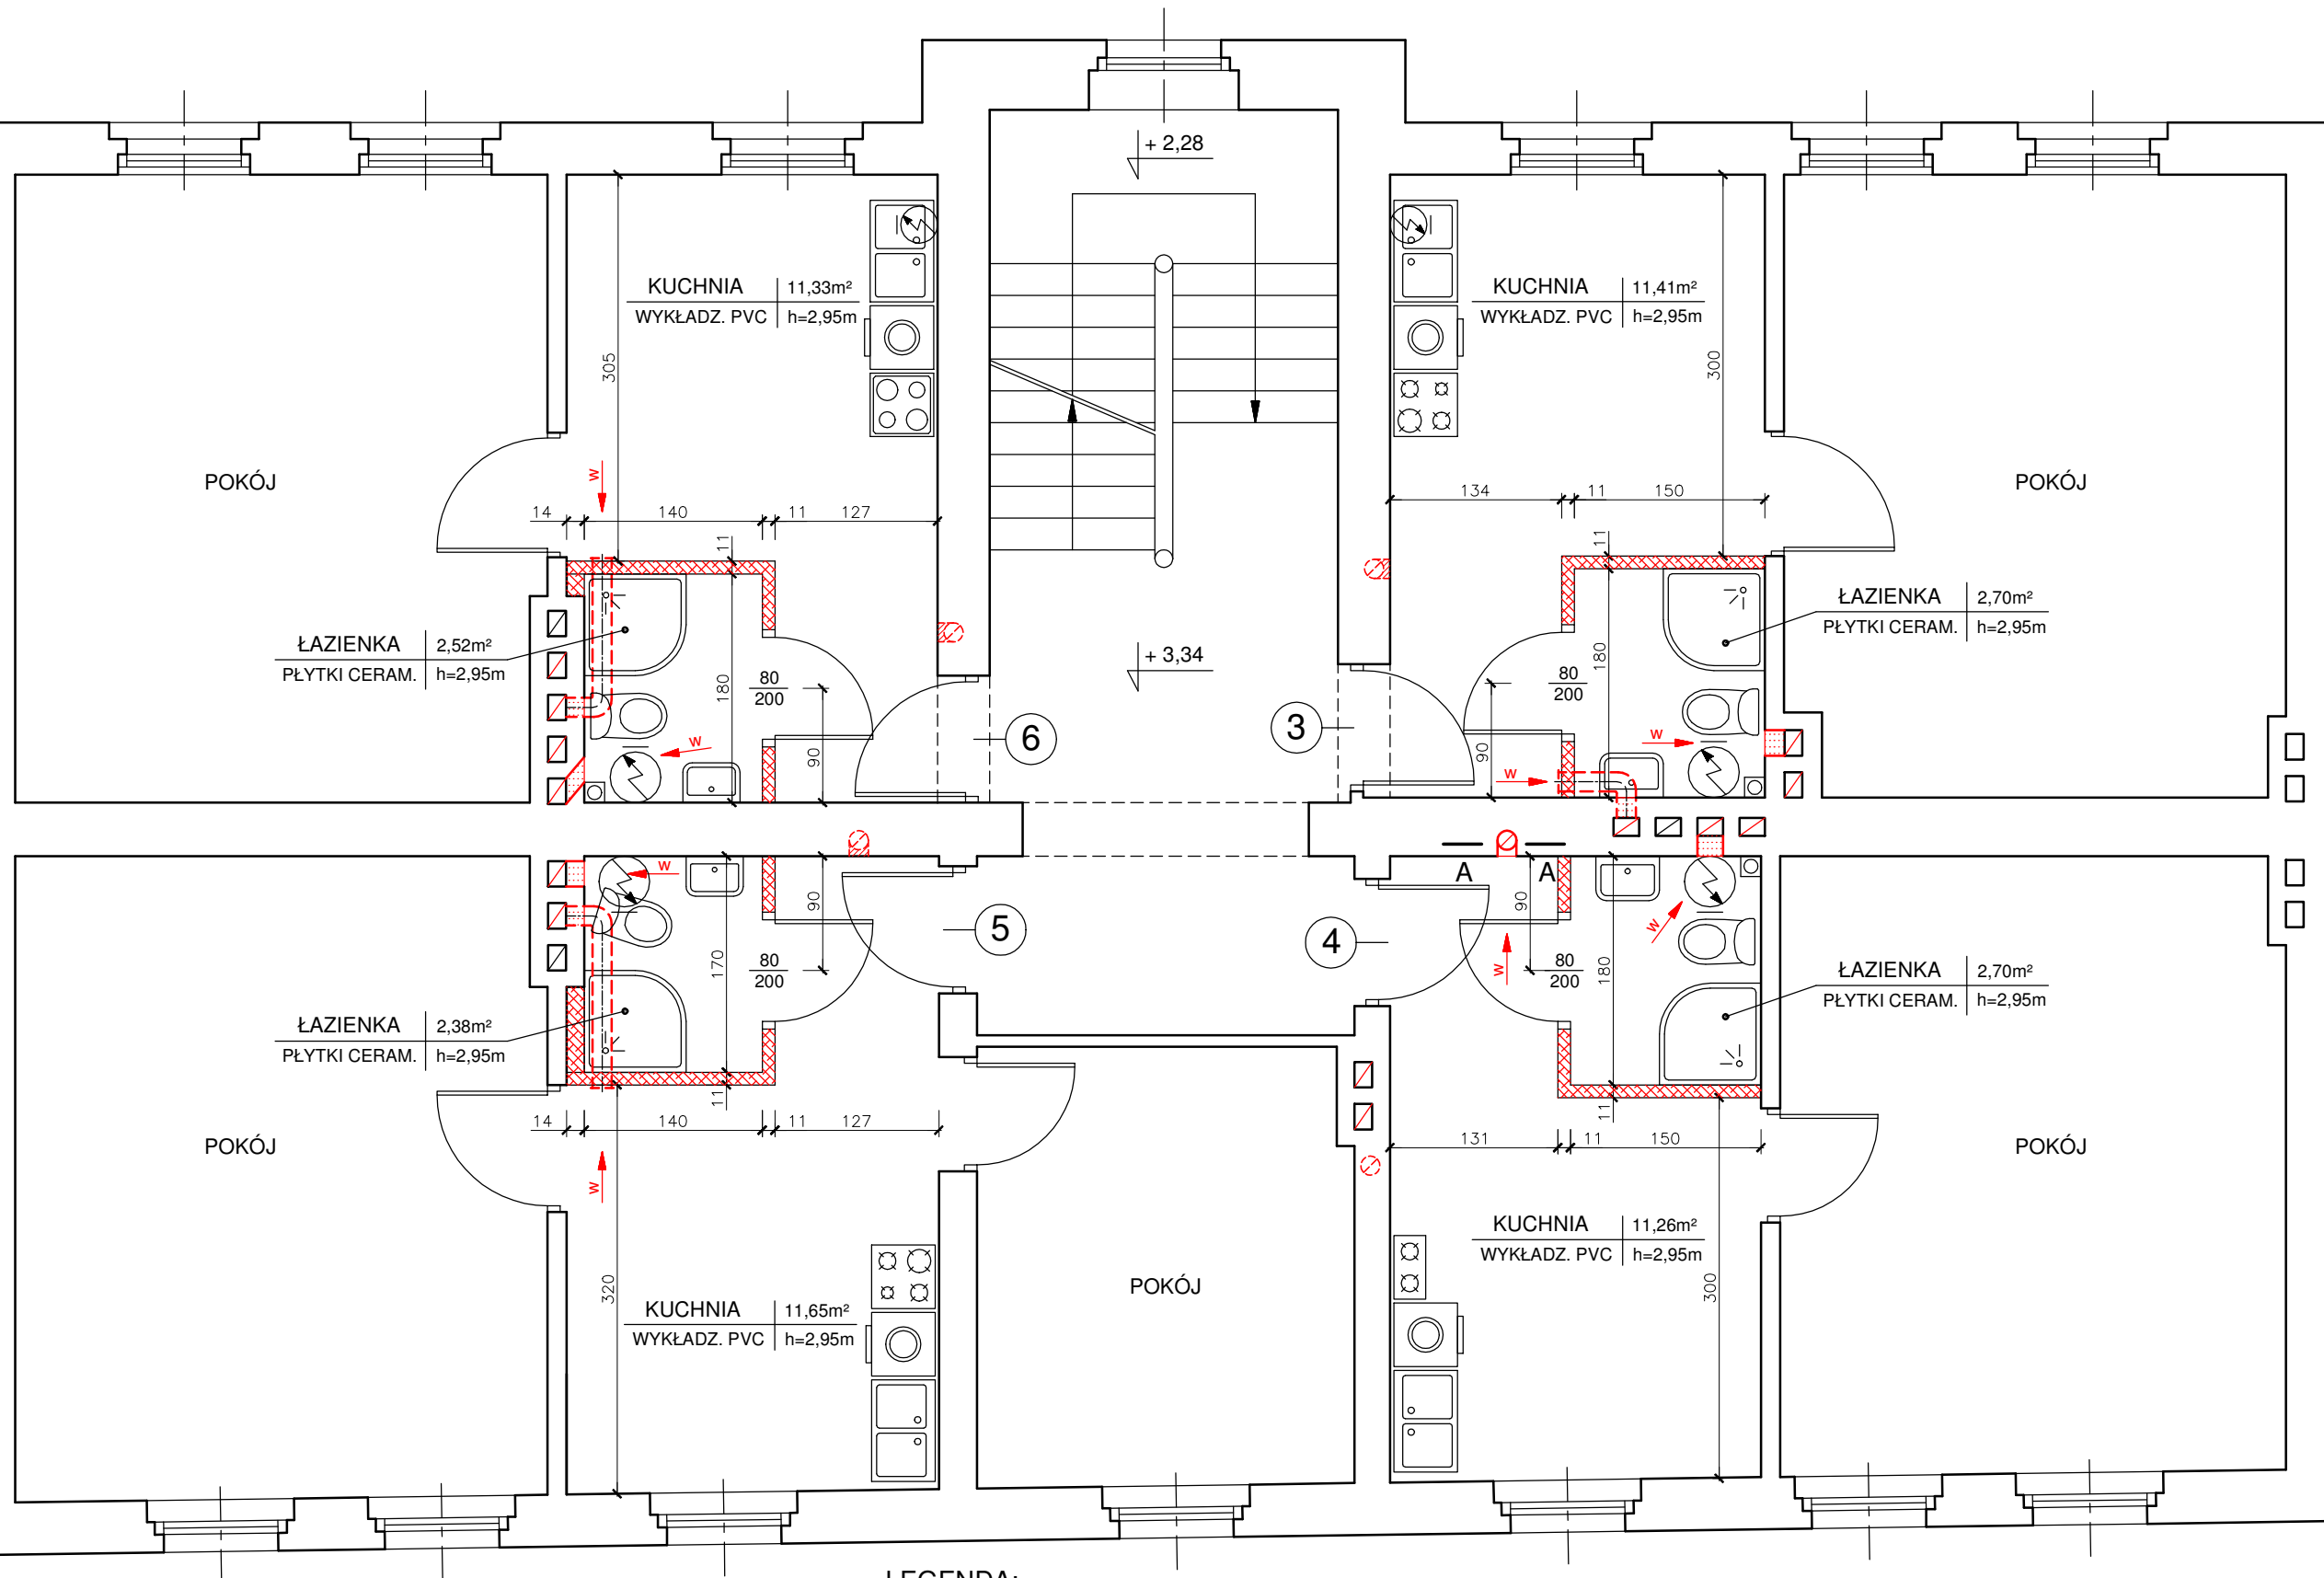 + 2,28
KUCHNIA 11,33m²
WYKŁADZ. PVC h=2,95m
KUCHNIA 11,41m²
WYKŁADZ. PVC h=2,95m
305
300
POKÓJ
POKÓJ
w
14 140 11 127
134 11 150
11
11
ŁAZIENKA 2,52m²
PŁYTKI CERAM. h=2,95m
ŁAZIENKA 2,70m²
PŁYTKI CERAM. h=2,95m
+ 3,34
180
80
200
90
w
6
3
90
80
200
180
w
w
w
A A
90
5
4
90
w
w
170
80
200
80
200
180
ŁAZIENKA 2,38m²
PŁYTKI CERAM. h=2,95m
ŁAZIENKA 2,70m²
PŁYTKI CERAM. h=2,95m
11
11
14 140 11 127
131 11 150
POKÓJ
POKÓJ
w
KUCHNIA 11,65m²
WYKŁADZ. PVC h=2,95m
320
POKÓJ
KUCHNIA 11,26m²
WYKŁADZ. PVC h=2,95m
300
LEGENDA: